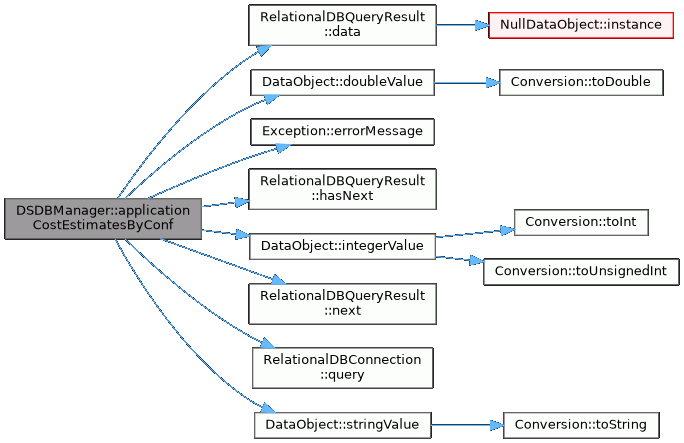 RelationalDBQueryResult
::data
NullDataObject::instance
DataObject::doubleValue
Conversion::toDouble
Exception::errorMessage
RelationalDBQueryResult
::hasNext
DSDBManager::application
CostEstimatesByConf
DataObject::integerValue
Conversion::toInt
Conversion::toUnsignedInt
RelationalDBQueryResult
::next
RelationalDBConnection
::query
DataObject::stringValue
Conversion::toString